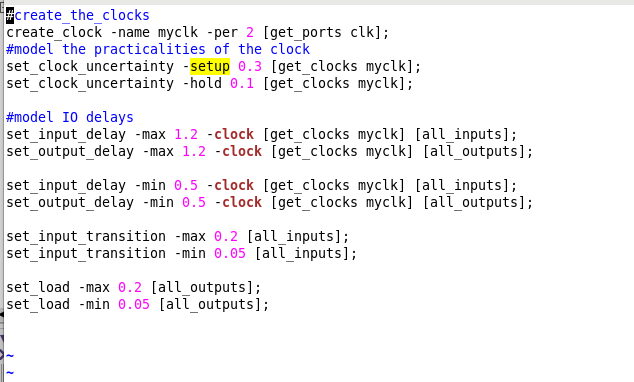 #create_the_clocks
create_clock -name myclk -per 2 [get_ports clk];
#model the practicalities of the clock
set_clock_uncertainty -setup 0.3 [get_clocks myclk];
set_clock_uncertainty -hold 0.1 [get_clocks myclk];
#model IO delays
set_input_delay -max 1.2 -clock [get_clocks myclk] [all_inputs];
set_output_delay -max 1.2 -clock [get_clocks myclk] [all_outputs];
set_input_delay -min 0.5 -clock [get_clocks myclk] [all_inputs];
set_output_delay -min 0.5 -clock [get_clocks myclk] [all_outputs];
set_input_transition -max 0.2 [all_inputs];
set_input_transition -min 0.05 [all_inputs];
set_load -max 0.2 [all_outputs];
set_load -min 0.05 [all_outputs];
~
~